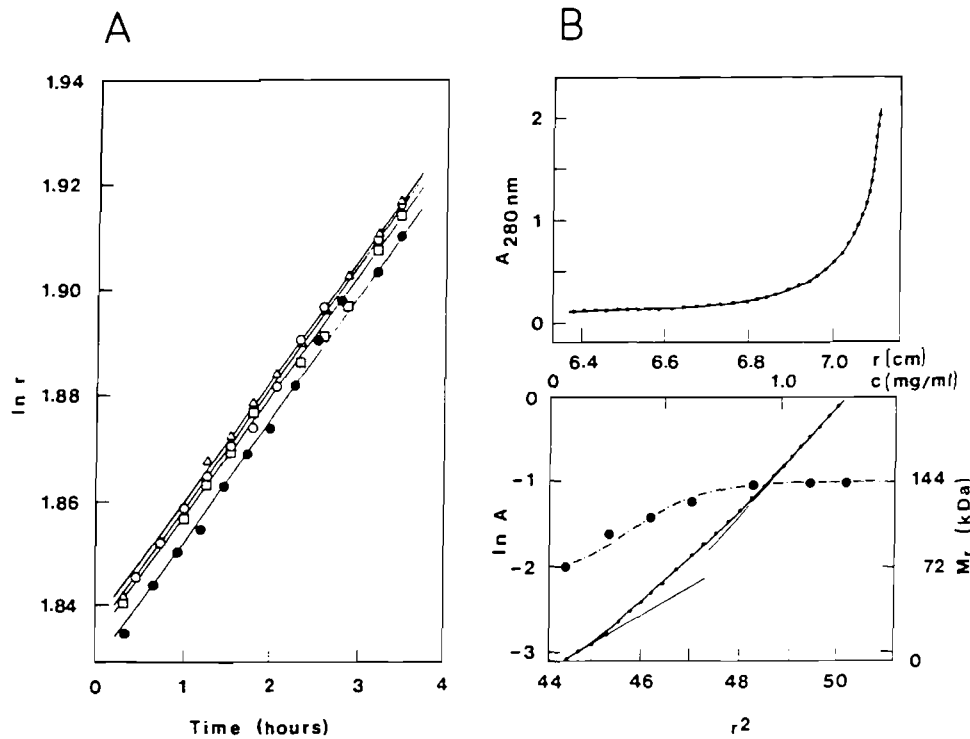 A
1.94
1.92
1.90
1.88
1.86
1.84
ln r
0 1 2 3 4
Time (hours)
B
2
1
0
A280nm
6.4 6.6 6.8 7.0 r (cm)
0 1.0 c (mg/ml)
0
-1
-2
-3
ln A
144
72
0
Mr (kDa)
44 46 48 50
r2